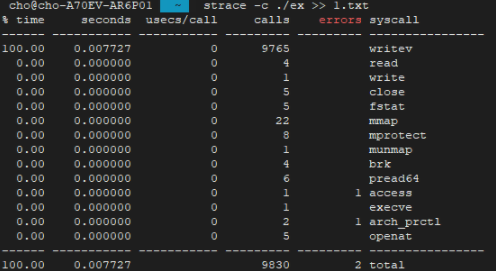 cho@cho-A70EV-AR6P01 ~ strace -c ./ex >> 1.txt
% time seconds usecs/call calls errors syscall
------ ----------- ----------- --------- --------- ----------------
100.00 0.007727 0 9765 writev
0.00 0.000000 0 4 read
0.00 0.000000 0 1 write
0.00 0.000000 0 5 close
0.00 0.000000 0 5 fstat
0.00 0.000000 0 22 mmap
0.00 0.000000 0 8 mprotect
0.00 0.000000 0 1 munmap
0.00 0.000000 0 4 brk
0.00 0.000000 0 6 pread64
0.00 0.000000 0 1 1 access
0.00 0.000000 0 1 execve
0.00 0.000000 0 2 1 arch_prctl
0.00 0.000000 0 5 openat
------ ----------- ----------- --------- --------- ----------------
100.00 0.007727 9830 2 total